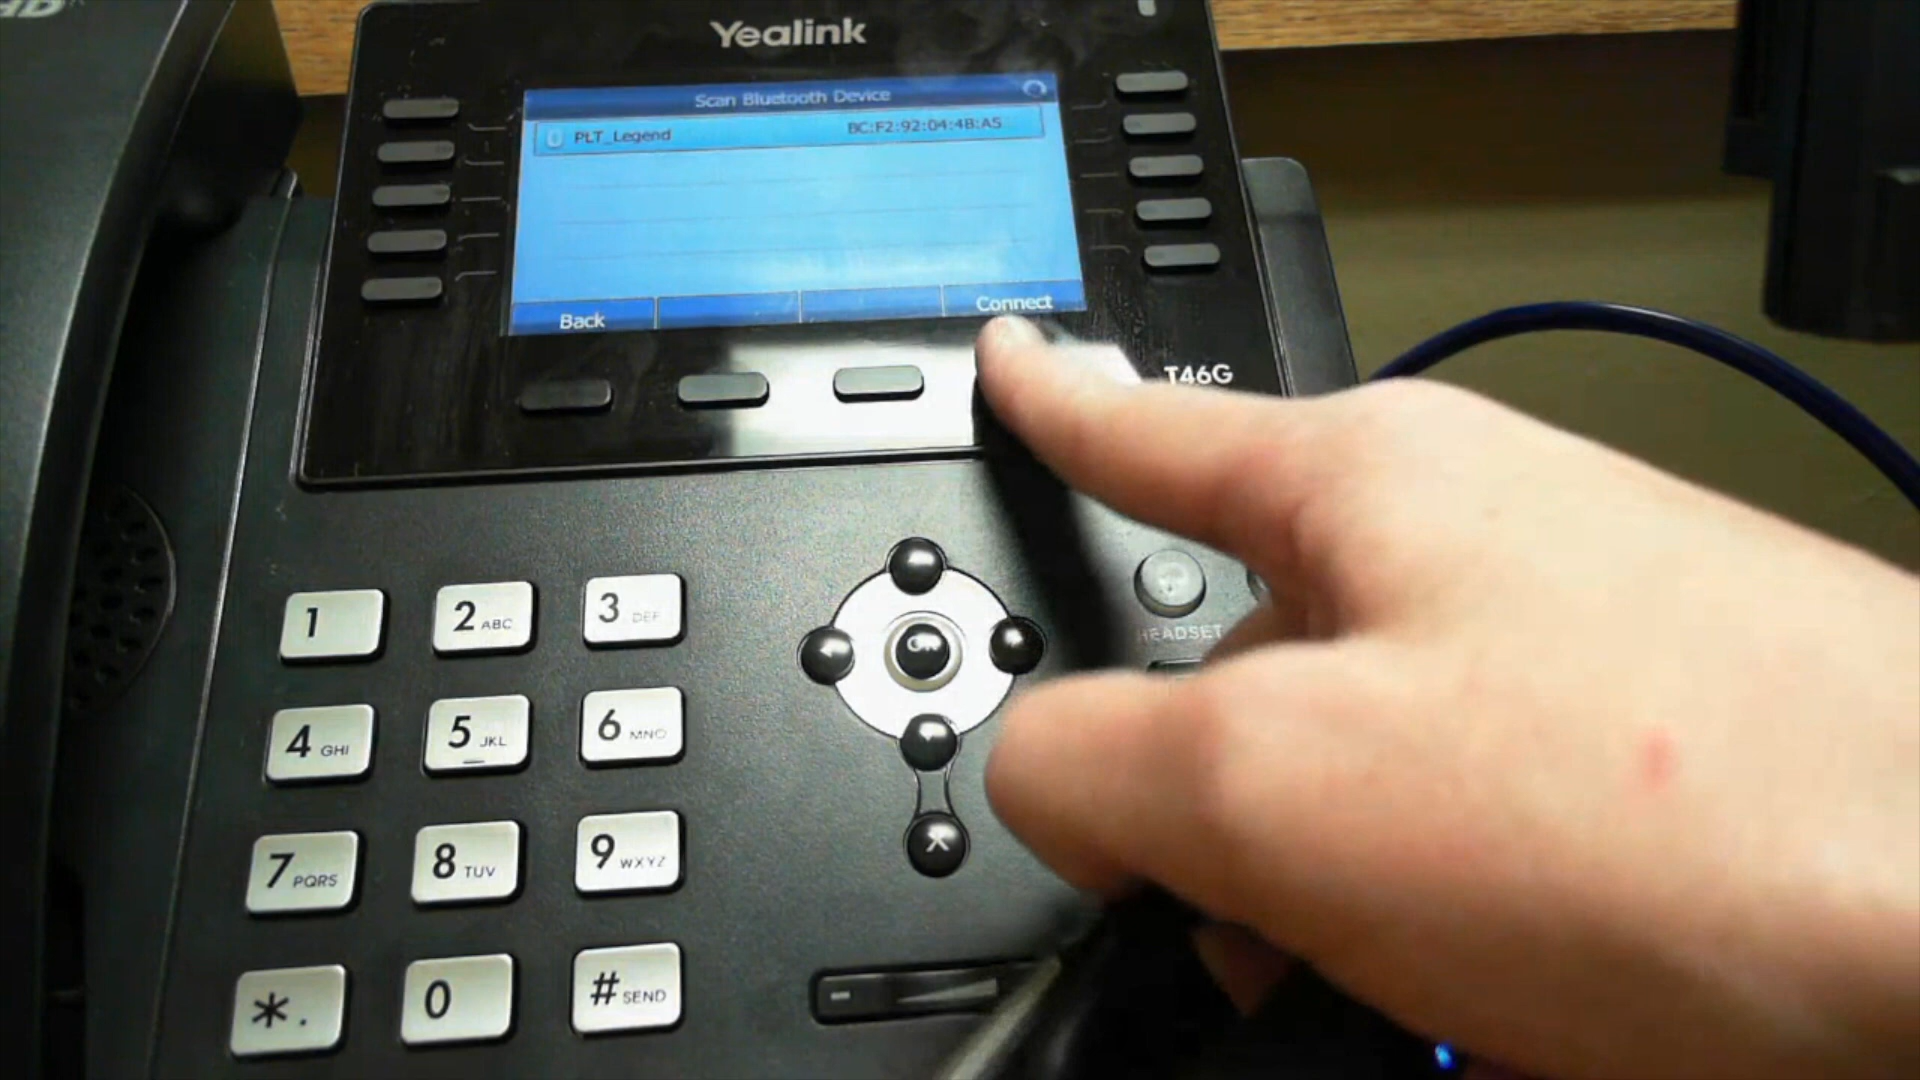 HD
Yealink
Scan Bluetooth Device
PLT_Legend BC:F2:92:04:4B:A5
Back Connect
T46G
1 2 ABC 3 DEF
OK
HEADSET
4 GHI 5 JKL 6 MNO
7 PQRS 8 TUV 9 WXYZ
X
* . 0 # SEND
-